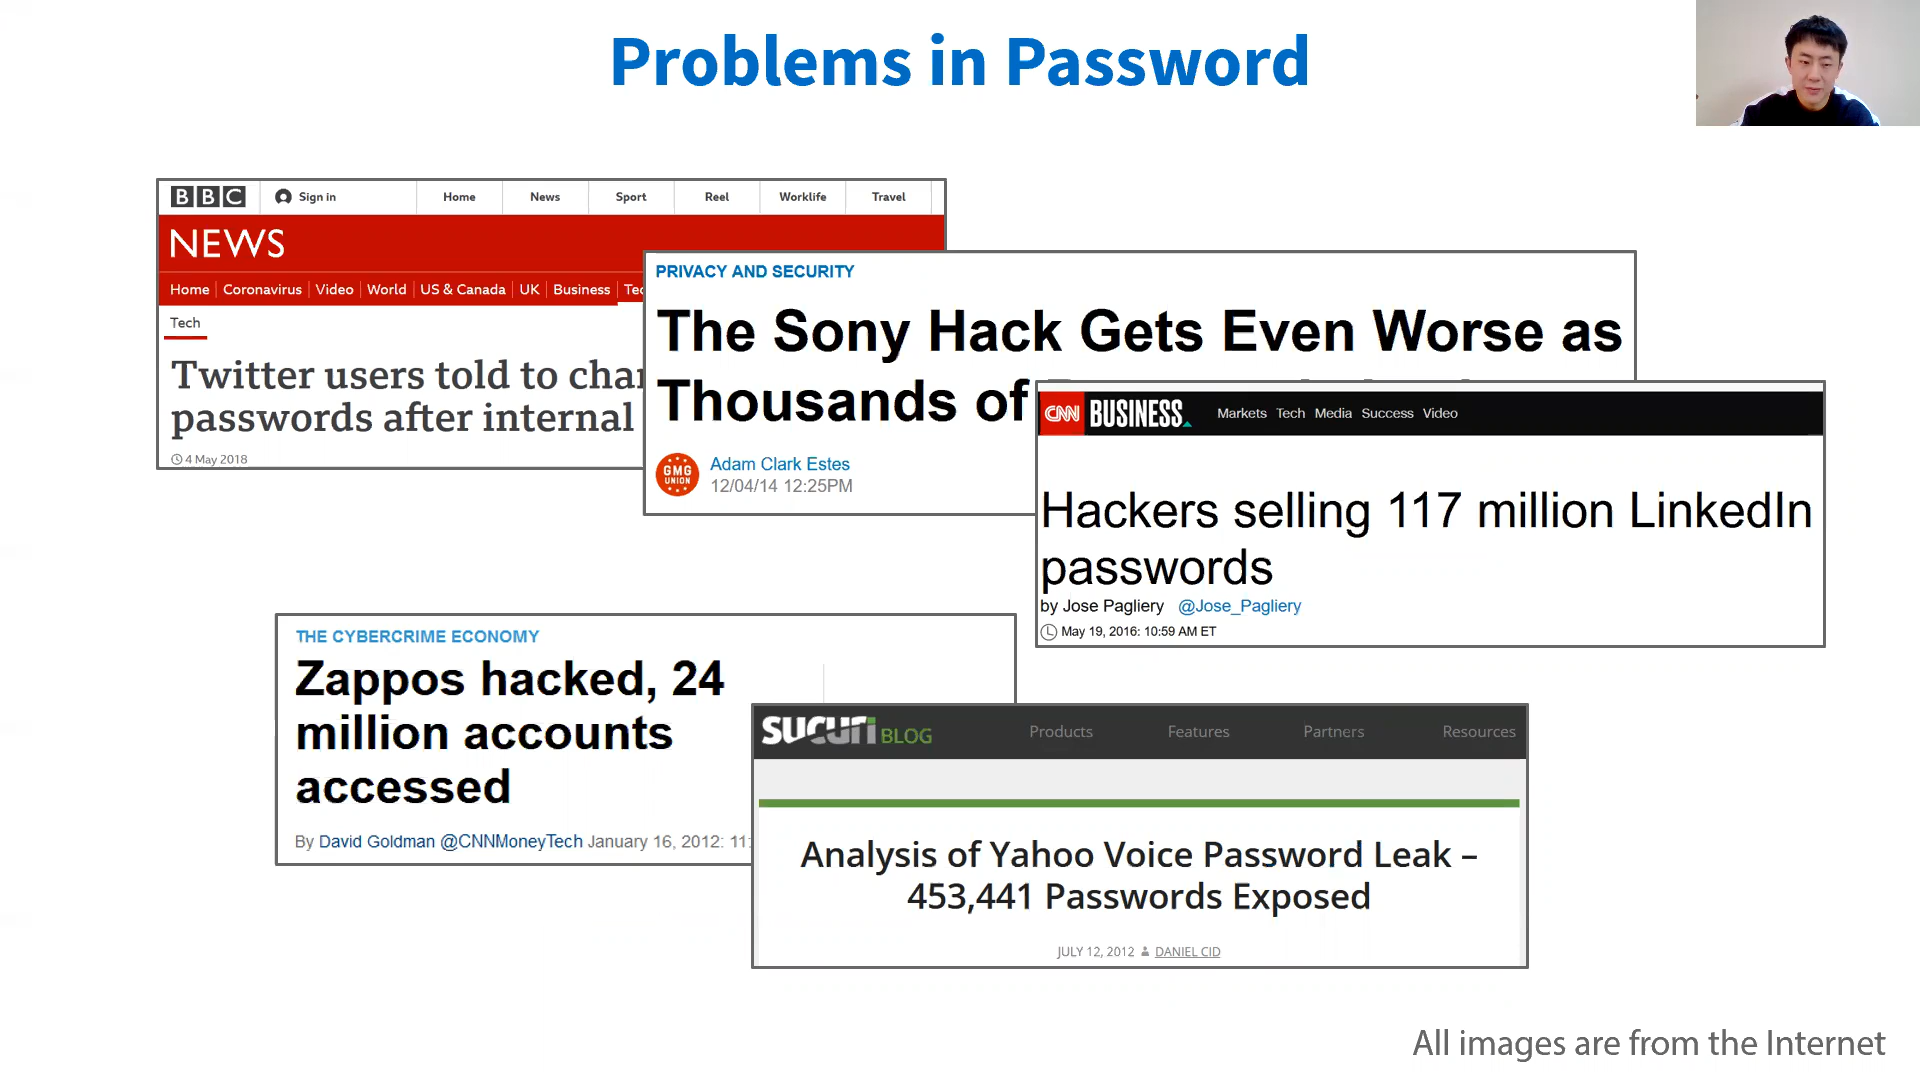 Problems in Password
BBC Sign in Home News Sport Reel Worklife Travel
NEWS
Home Coronavirus Video World US & Canada UK Business
Tech
Twitter users told to
passwords after internal
4 May 2018
PRIVACY AND SECURITY
The Sony Hack Gets Even Worse as
Thousands of
GMG
UNION
Adam Clark Estes
12/04/14 12:25PM
CNN BUSINESS Markets Tech Media Success Video
Hackers selling 117 million LinkedIn
passwords
by Jose Pagliery @Jose_Pagliery
May 19, 2016: 10:59 AM ET
THE CYBERCRIME ECONOMY
Zappos hacked, 24
million accounts
accessed
By David Goldman @CNNMoneyTech January 16, 2012:
SUCURI BLOG Products Features Partners Resources
Analysis of Yahoo Voice Password Leak –
453,441 Passwords Exposed
JULY 12, 2012 DANIEL CID
All images are from the Internet